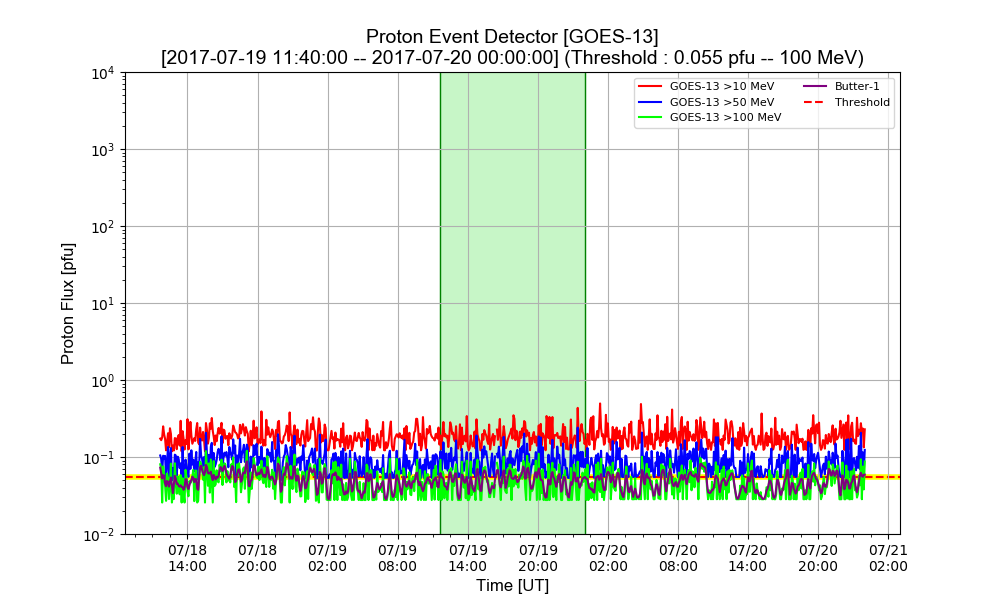 Proton Event Detector [GOES-13]
[2017-07-19 11:40:00 -- 2017-07-20 00:00:00] (Threshold : 0.055 pfu -- 100 MeV)
GOES-13 >10 MeV
GOES-13 >50 MeV
GOES-13 >100 MeV
Butter-1
Threshold
Proton Flux [pfu]
10^4
10^3
10^2
10^1
10^0
10^-1
10^-2
07/18 07/18 07/19 07/19 07/19 07/19 07/20 07/20 07/20 07/20 07/21
14:00 20:00 02:00 08:00 14:00 20:00 02:00 08:00 14:00 20:00 02:00
Time [UT]